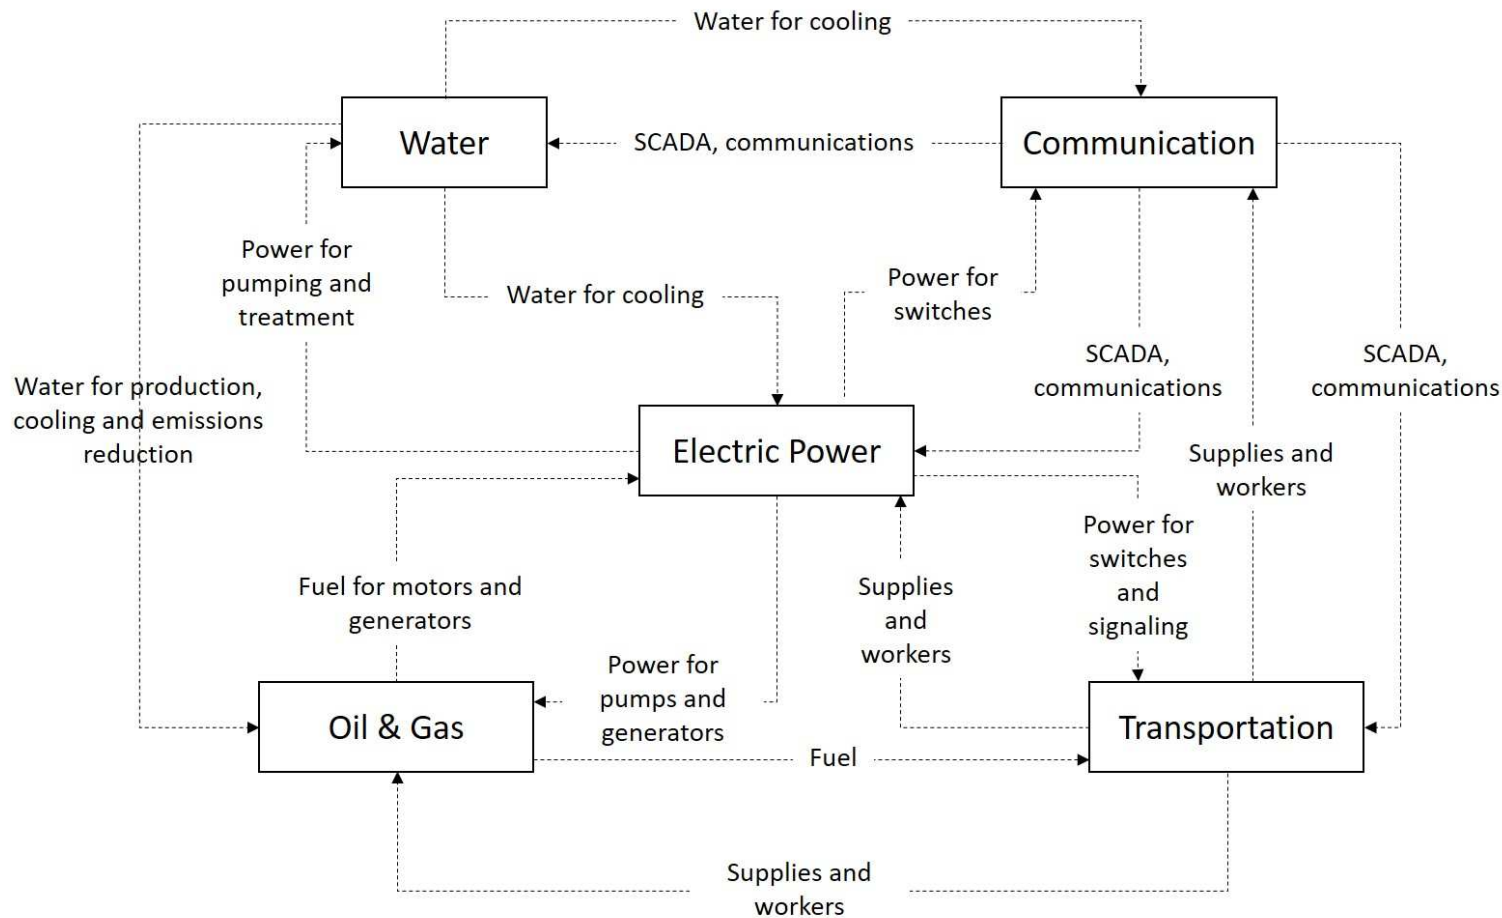 Water for cooling
Water
SCADA, communications
Communication
Power for
pumping and
treatment
Water for cooling
Power for
switches
SCADA,
communications
SCADA,
communications
Water for production,
cooling and emissions
reduction
Electric Power
Supplies and
workers
Fuel for motors and
generators
Supplies
and
workers
Power for
switches
and
signaling
Power for
pumps and
generators
Oil & Gas
Fuel
Transportation
Supplies and
workers